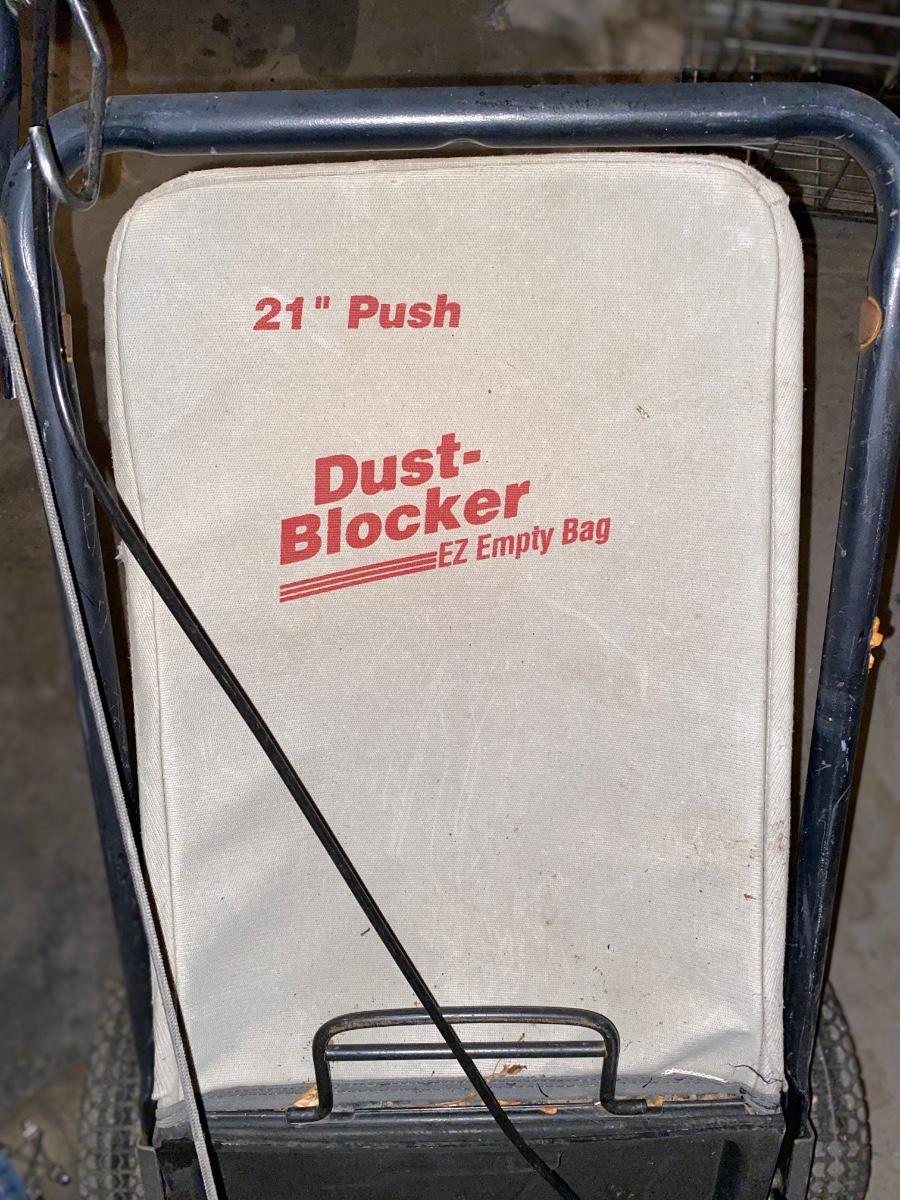 21" Push
Dust-
Blocker
EZ Empty Bag